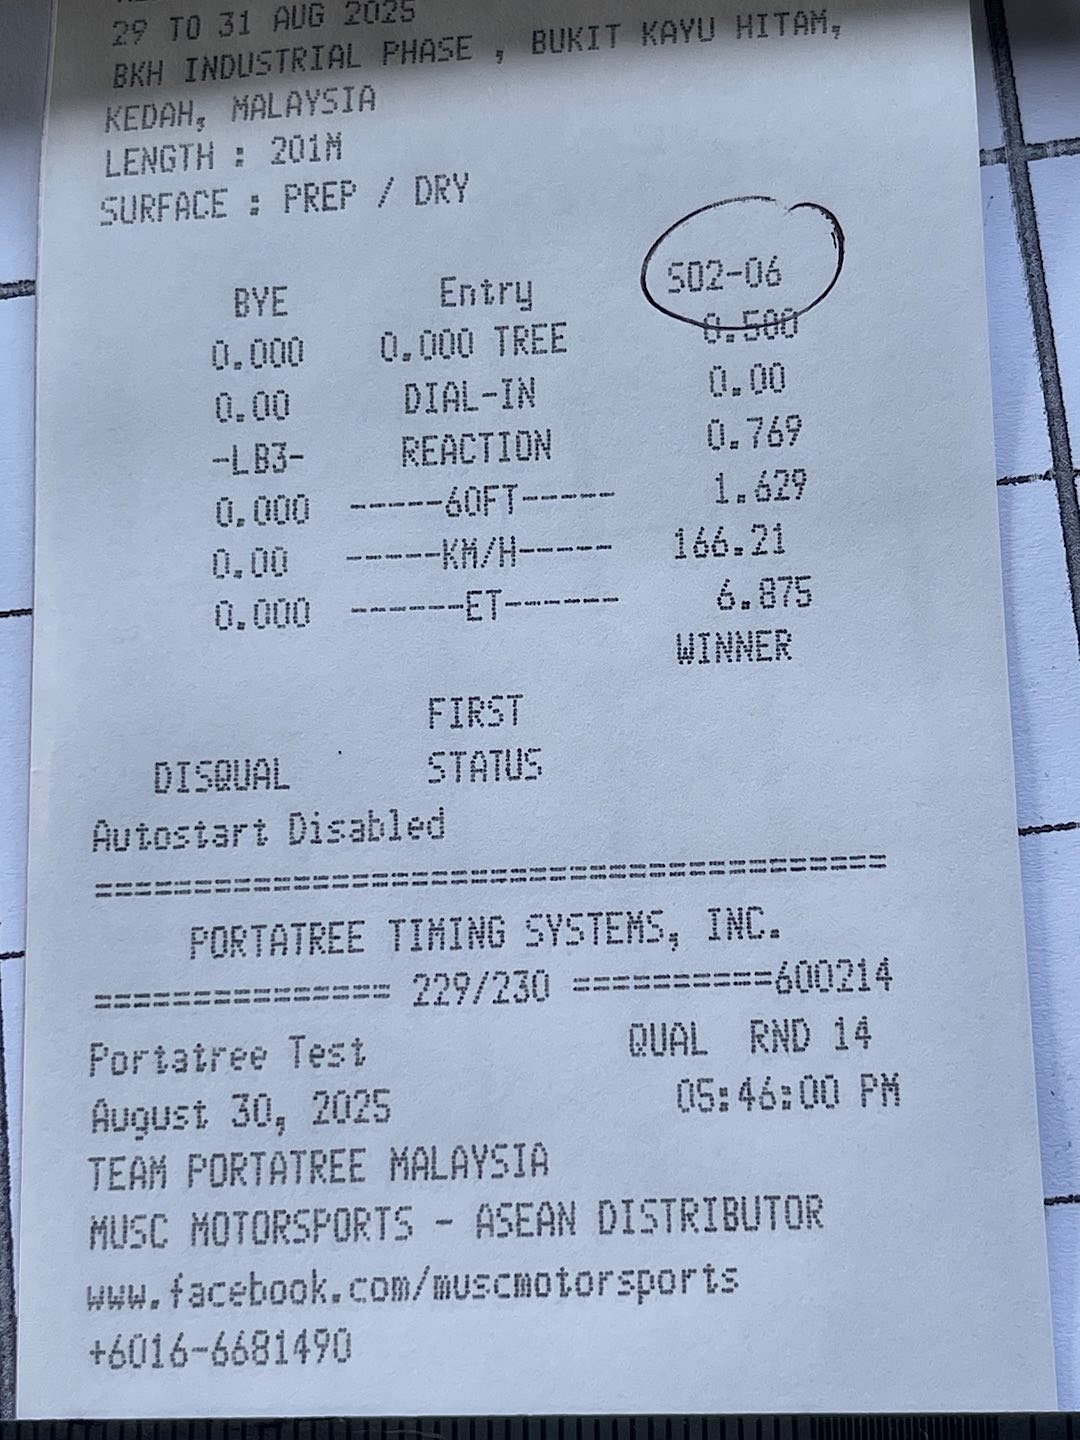 29 TO 31 AUG 2025
BKH INDUSTRIAL PHASE , BUKIT KAYU HITAM,
KEDAH, MALAYSIA
LENGTH : 201M
SURFACE : PREP / DRY
BYE Entry S02-06
0.000 0.000 TREE 0.500
0.00 DIAL-IN 0.00
-LB3- REACTION 0.769
0.000 -----60FT----- 1.629
0.00 -----KM/H----- 166.21
0.000 ------ET------ 6.875
WINNER
FIRST
DISQUAL STATUS
Autostart Disabled
========================================
PORTATREE TIMING SYSTEMS, INC.
=============== 229/230 ==========600214
Portatree Test QUAL RND 14
August 30, 2025 05:46:00 PM
TEAM PORTATREE MALAYSIA
MUSC MOTORSPORTS - ASEAN DISTRIBUTOR
www.facebook.com/muscmotorsports
+6016-6681490